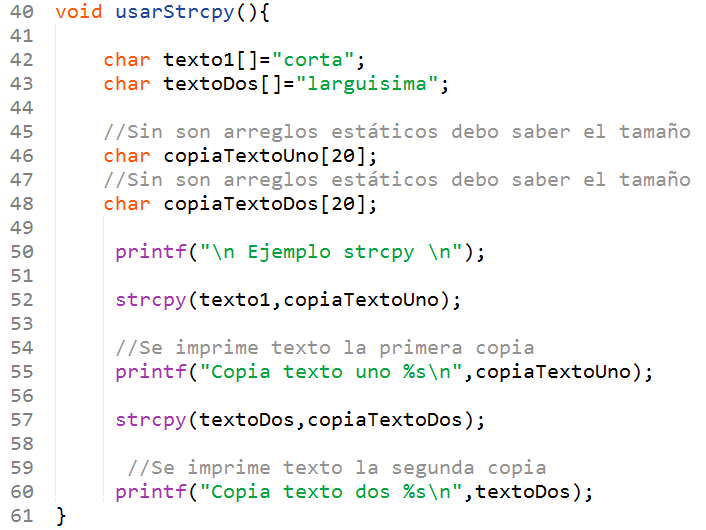 40 void usarStrcpy(){
41
42 char texto1[]="corta";
43 char textoDos[]="larguisima";
44
45 //Sin son arreglos estáticos debo saber el tamaño
46 char copiaTextoUno[20];
47 //Sin son arreglos estáticos debo saber el tamaño
48 char copiaTextoDos[20];
49
50 printf("\n Ejemplo strcpy \n");
51
52 strcpy(texto1,copiaTextoUno);
53
54 //Se imprime texto la primera copia
55 printf("Copia texto uno %s\n",copiaTextoUno);
56
57 strcpy(textoDos,copiaTextoDos);
58
59 //Se imprime texto la segunda copia
60 printf("Copia texto dos %s\n",textoDos);
61 }